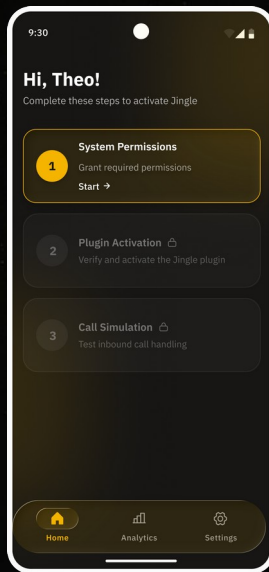 9:30
Hi, Theo!
Complete these steps to activate Jingle
1
System Permissions
Grant required permissions
Start →
2
Plugin Activation
Verify and activate the Jingle plugin
3
Call Simulation
Test inbound call handling
Home
Analytics
Settings